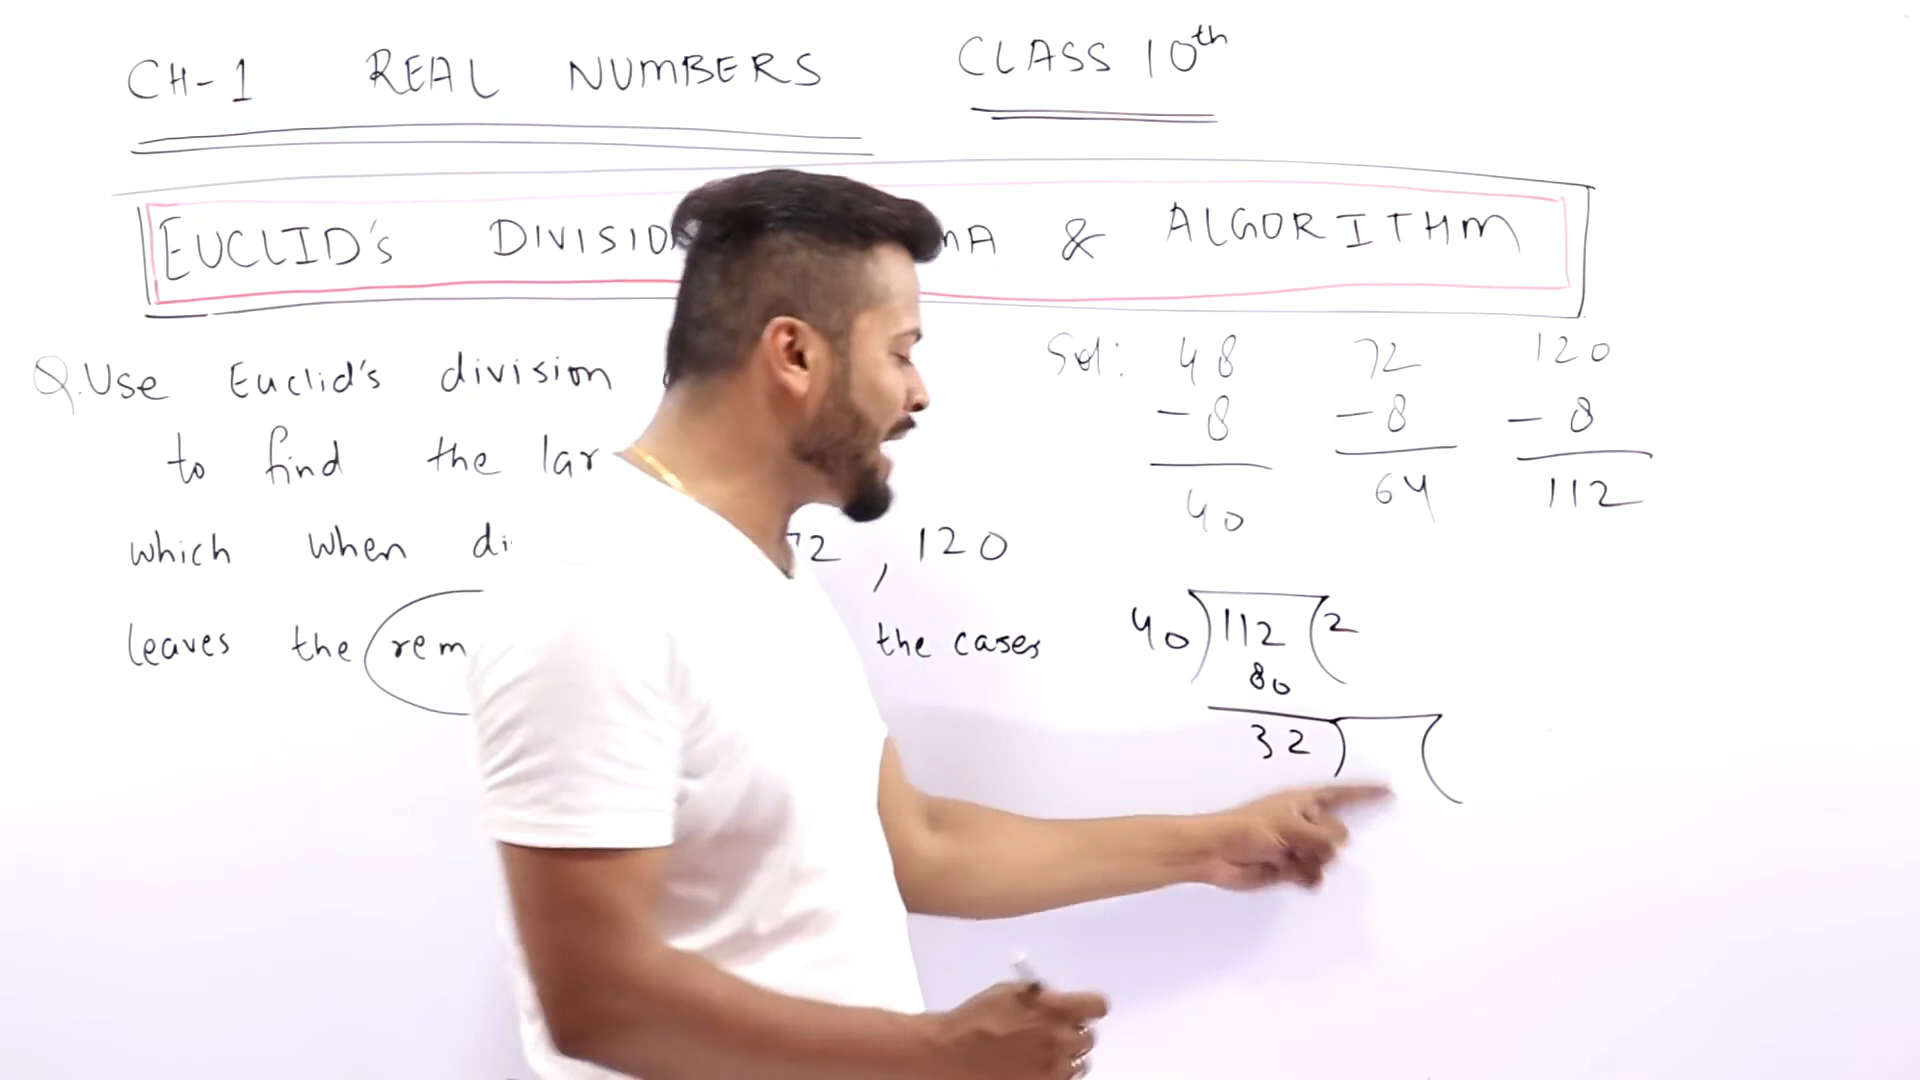 CH-1 REAL NUMBERS CLASS 10th
EUCLID's DIVISIO MA & ALGORITHM
Q. Use Euclid's division
to find the lar
which when di 72, 120
leaves the rem the cases
Sol: 48 72 120
-8 -8 -8
40 64 112
40)112(2
80
32)